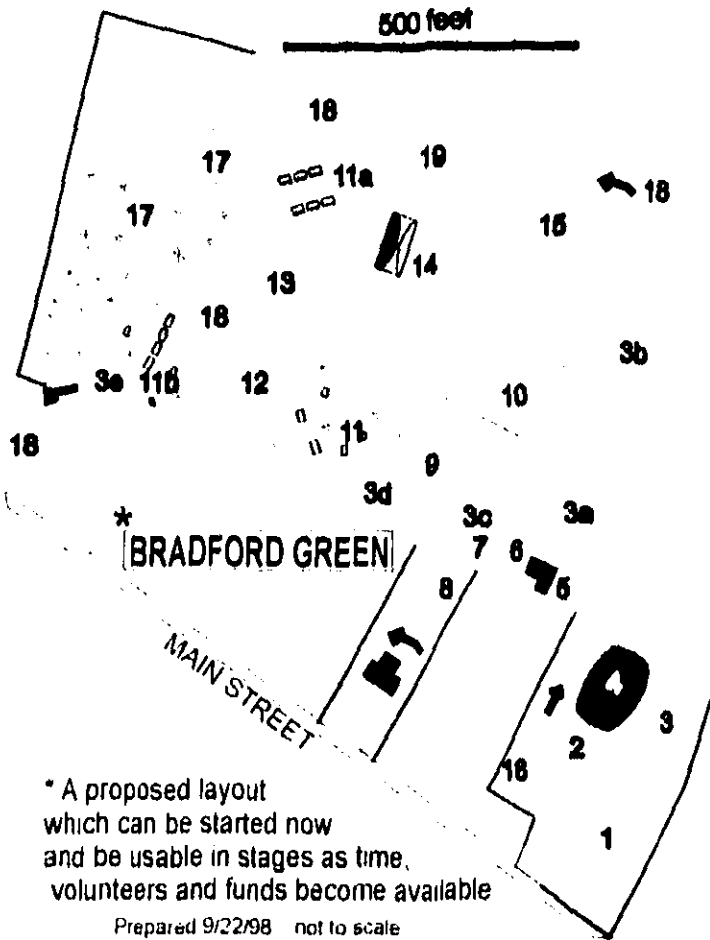 500 feet
18
17
11a
19
18
17
15
14
13
18
3b
3e
11b
12
10
18
11b
9
3d
3c
3a
*
BRADFORD GREEN
7
6
5
8
MAIN STREET
3
2
18
1
* A proposed layout
which can be started now
and be usable in stages as time,
volunteers and funds become available
Prepared 9/22/98 not to scale